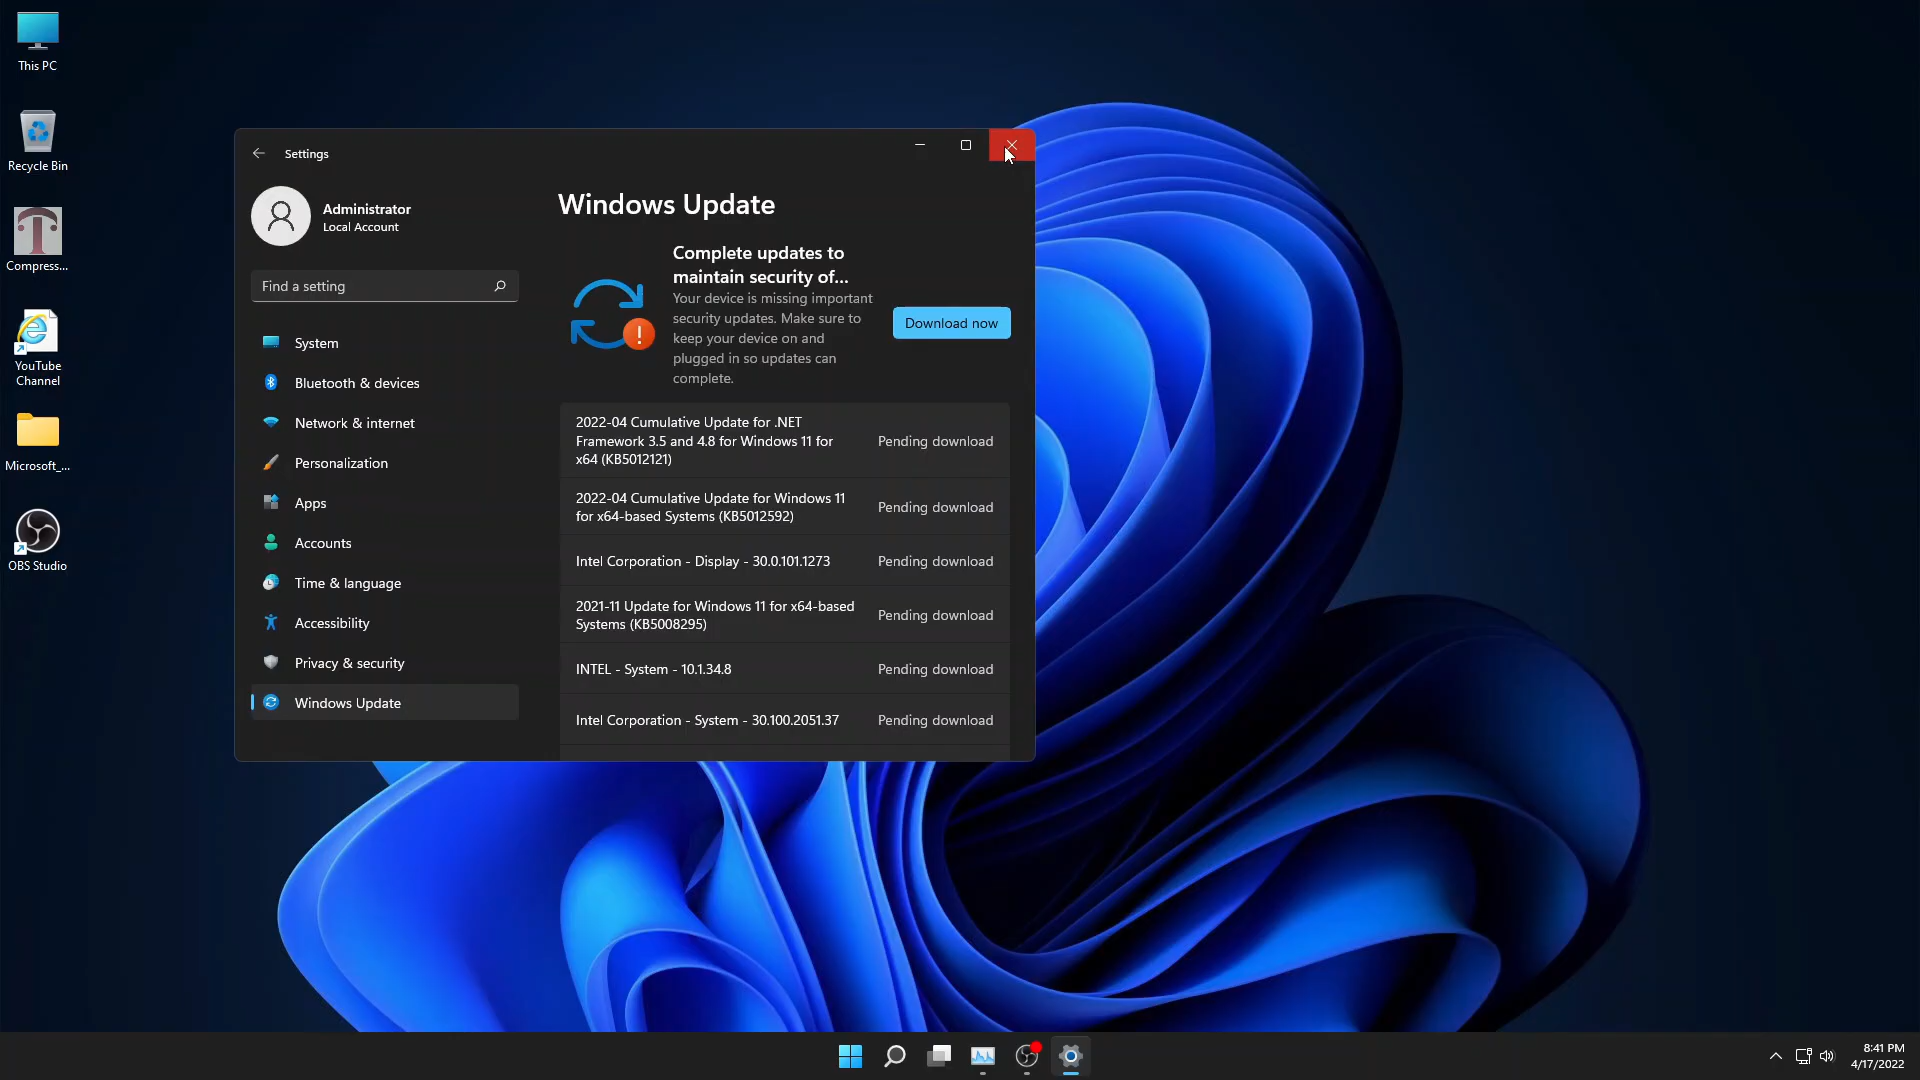 This PC
Recycle Bin
Compress...
YouTube
Channel
Microsoft_...
OBS Studio
Settings
Administrator
Local Account
Find a setting
System
Bluetooth & devices
Network & internet
Personalization
Apps
Accounts
Time & language
Accessibility
Privacy & security
Windows Update
Windows Update
Complete updates to
maintain security of...
Your device is missing important
security updates. Make sure to
keep your device on and
plugged in so updates can
complete.
Download now
2022-04 Cumulative Update for .NET
Framework 3.5 and 4.8 for Windows 11 for
x64 (KB5012121)
Pending download
2022-04 Cumulative Update for Windows 11
for x64-based Systems (KB5012592)
Pending download
Intel Corporation - Display - 30.0.101.1273
Pending download
2021-11 Update for Windows 11 for x64-based
Systems (KB5008295)
Pending download
INTEL - System - 10.1.34.8
Pending download
Intel Corporation - System - 30.100.2051.37
Pending download
8:41 PM
4/17/2022